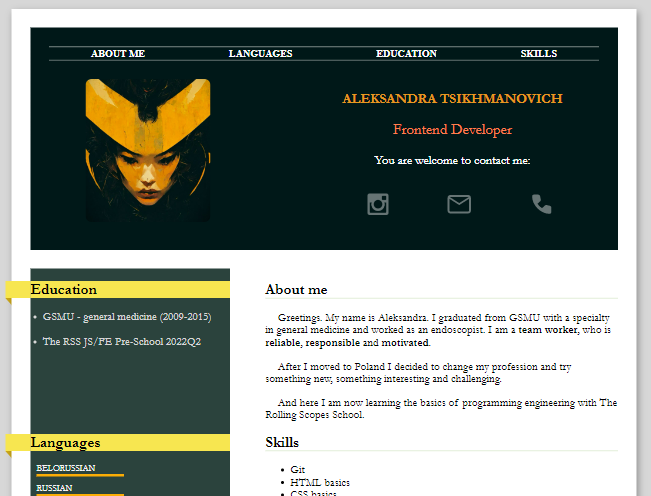 ABOUT ME LANGUAGES EDUCATION SKILLS
ALEKSANDRA TSIKHMANOVICH
Frontend Developer
You are welcome to contact me:
Education
GSMU - general medicine (2009-2015)
The RSS JS/FE Pre-School 2022Q2
Languages
BELORUSSIAN
RUSSIAN
About me
Greetings. My name is Aleksandra. I graduated from GSMU with a specialty
in general medicine and worked as an endoscopist. I am a team worker, who is
reliable, responsible and motivated.
After I moved to Poland I decided to change my profession and try
something new, something interesting and challenging.
And here I am now learning the basics of programming engineering with The
Rolling Scopes School.
Skills
Git
HTML basics
CSS basics